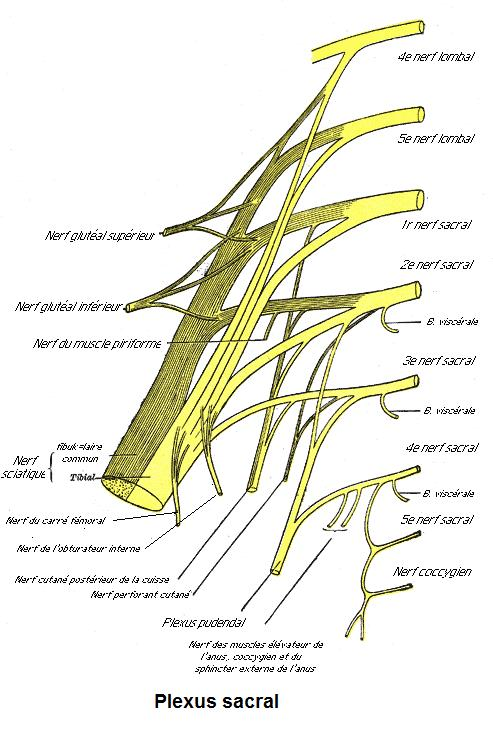 4e nerf lombal
5e nerf lombal
1r nerf sacral
Nerf glutéal supérieur
2e nerf sacral
Nerf glutéal inférieur
B. viscérale
Nerf du muscle piriforme
3e nerf sacral
B. viscérale
4e nerf sacral
Nerf
sciatique
fibuk=laire
commun
Tibial
B. viscérale
5e nerf sacral
Nerf du carré fémoral
Nerf de l'obturateur interne
Nerf coccygien
Nerf cutané postérieur de la cuisse
Nerf perforant cutané
Plexus pudendal
Nerf des muscles élévateur de
l'anus, coccygien et du
sphincter externe de l'anus
Plexus sacral